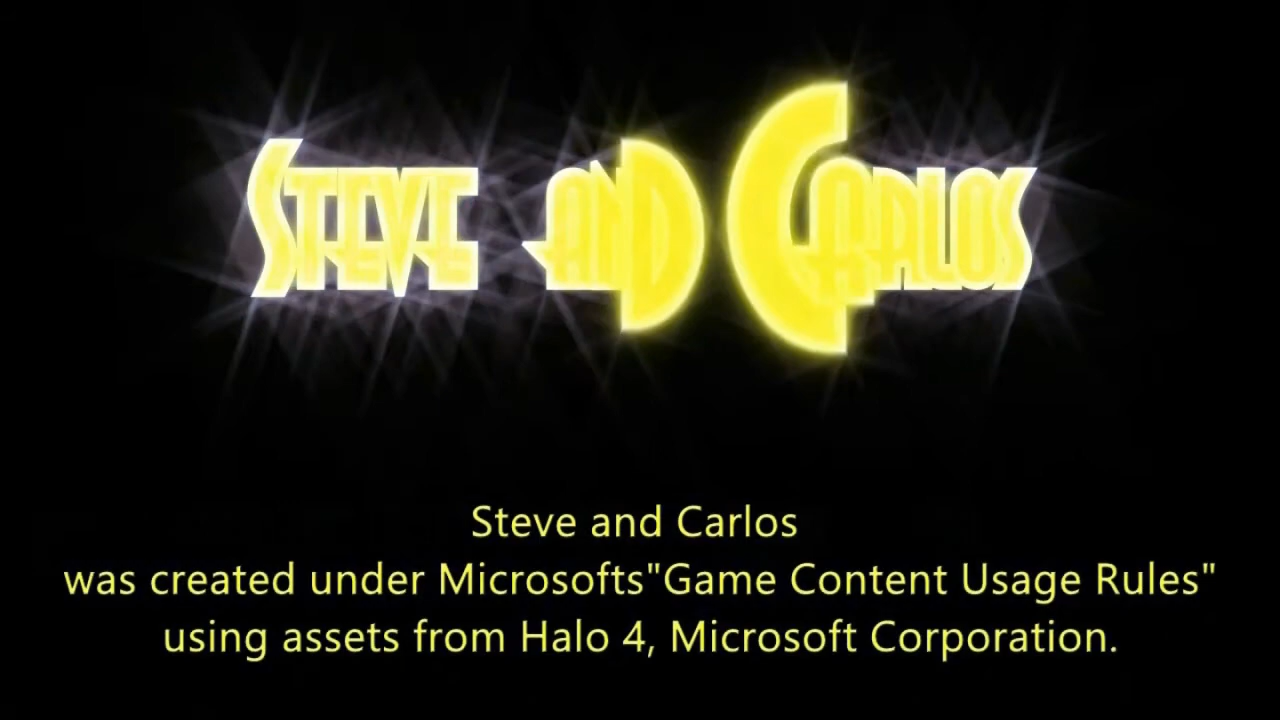 Steve and Carlos
Steve and Carlos
was created under Microsofts"Game Content Usage Rules"
using assets from Halo 4, Microsoft Corporation.